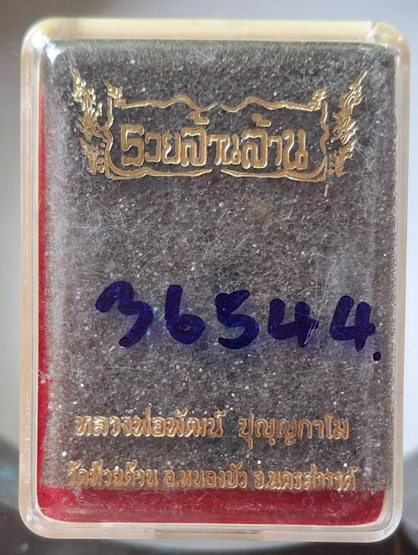 รวยล้านล้าน
36544.
หลวงพ่อพัฒน์ ปุญญกาโม
วัดห้วยด้วน อ.หนองบัว จ.นครสวรรค์